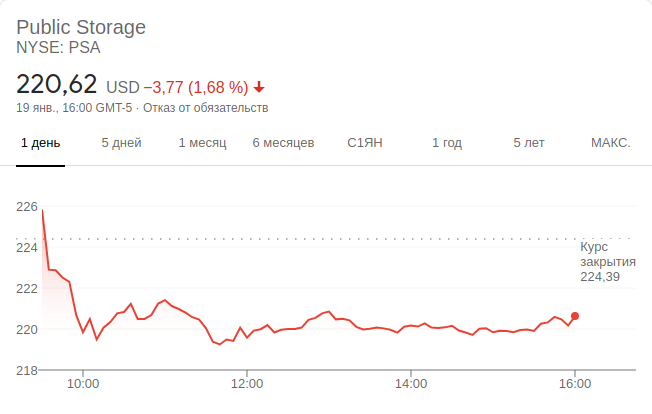 Public Storage
NYSE: PSA
220,62 USD −3,77 (1,68 %)
19 янв., 16:00 GMT-5 · Отказ от обязательств
1 день 5 дней 1 месяц 6 месяцев С1ЯН 1 год 5 лет МАКС.
226
224
222
220
218
Курс
закрытия
224,39
10:00 12:00 14:00 16:00